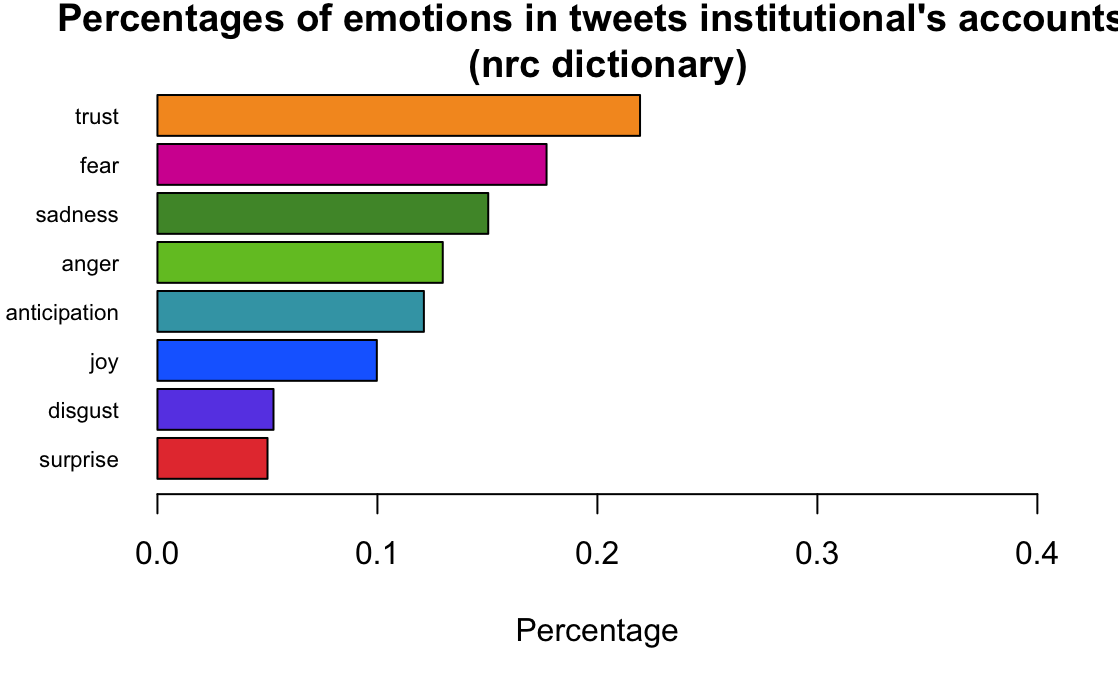 Percentages of emotions in tweets institutional's accounts
(nrc dictionary)
trust
fear
sadness
anger
anticipation
joy
disgust
surprise
0.0 0.1 0.2 0.3 0.4
Percentage